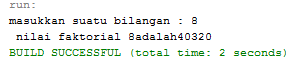 run:
masukkan suatu bilangan : 8
nilai faktorial 8adalah40320
BUILD SUCCESSFUL (total time: 2 seconds)